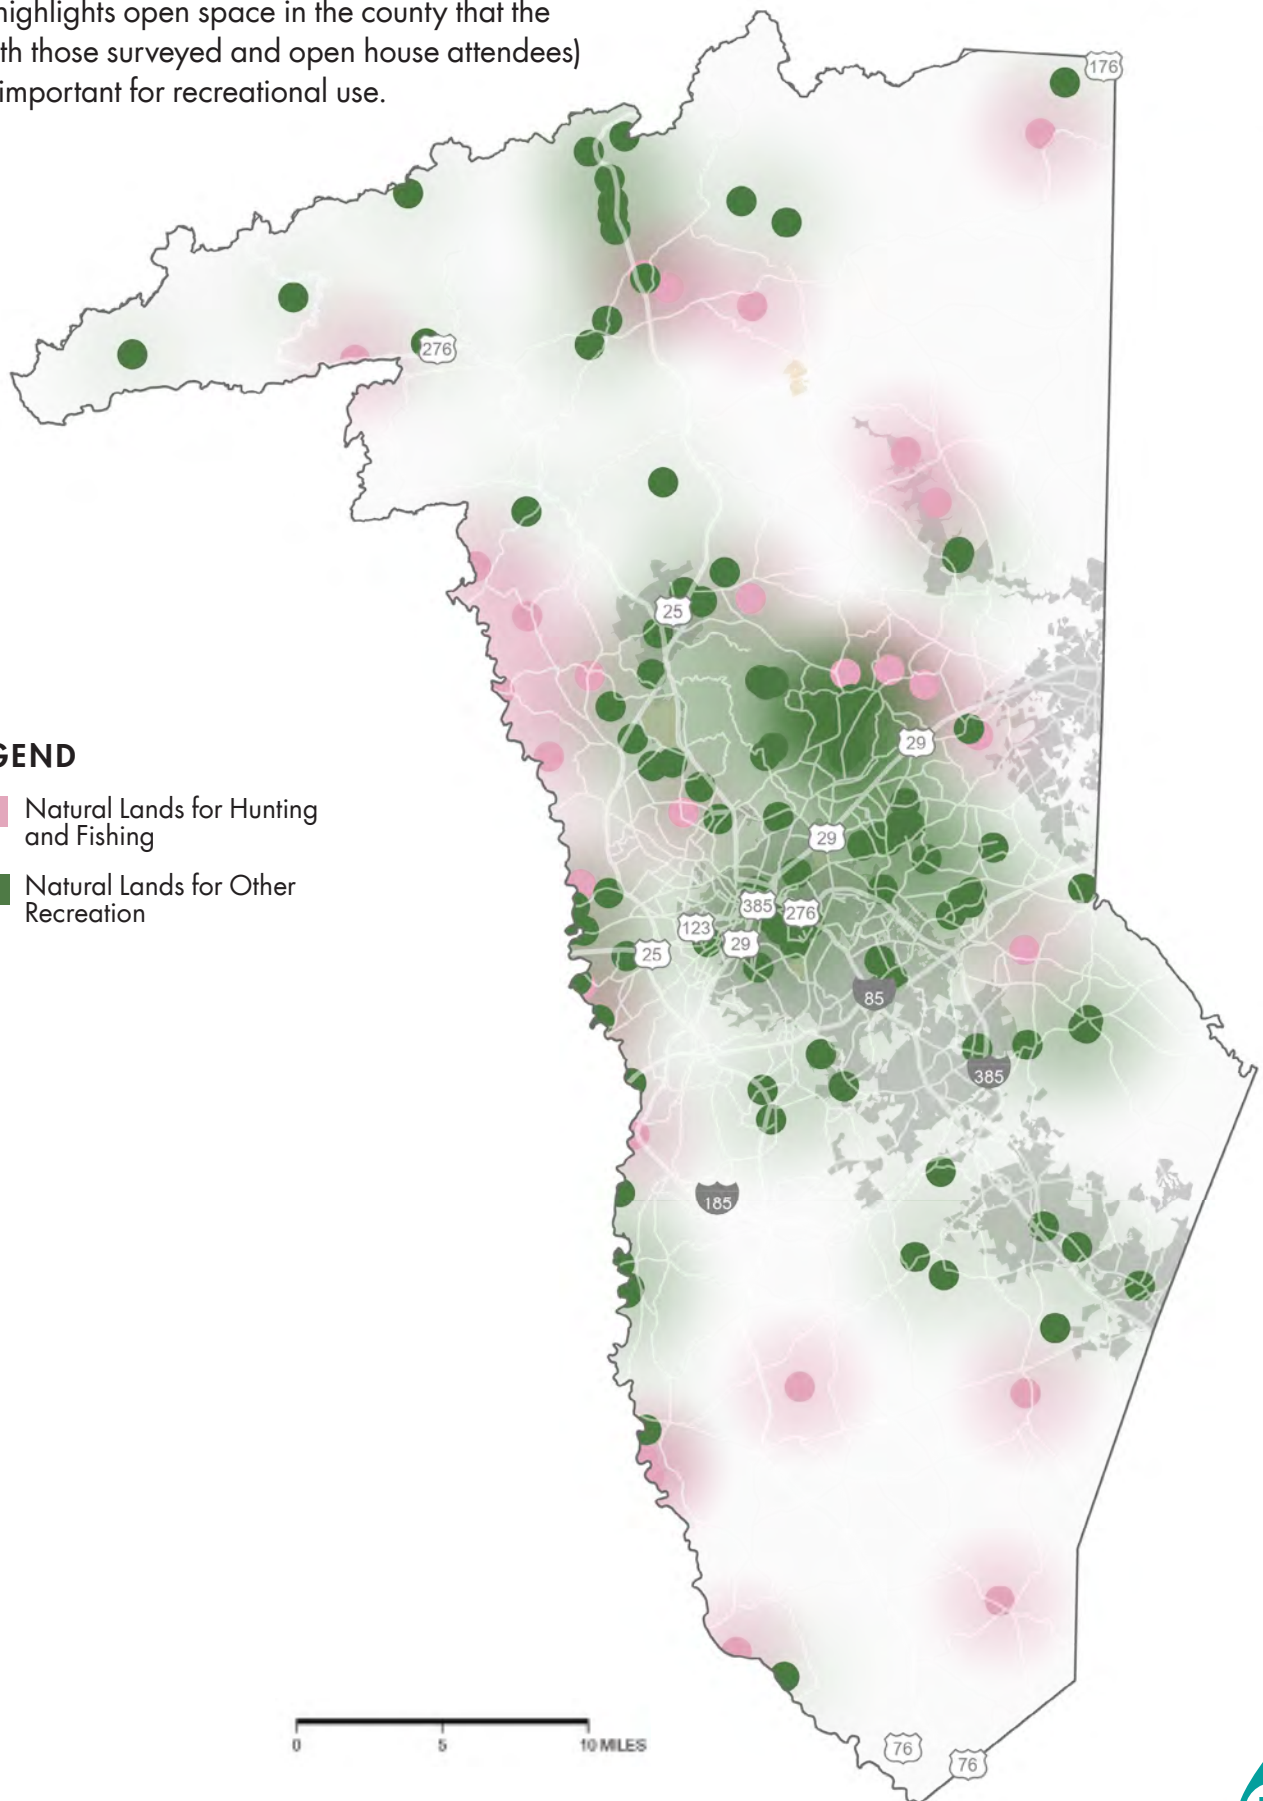 highlights open space in the county that the
th those surveyed and open house attendees)
important for recreational use.
176
276
25
29
GEND
Natural Lands for Hunting
and Fishing
29
Natural Lands for Other
Recreation
385
276
123
29
25
85
385
185
0 5 10 MILES
76
76